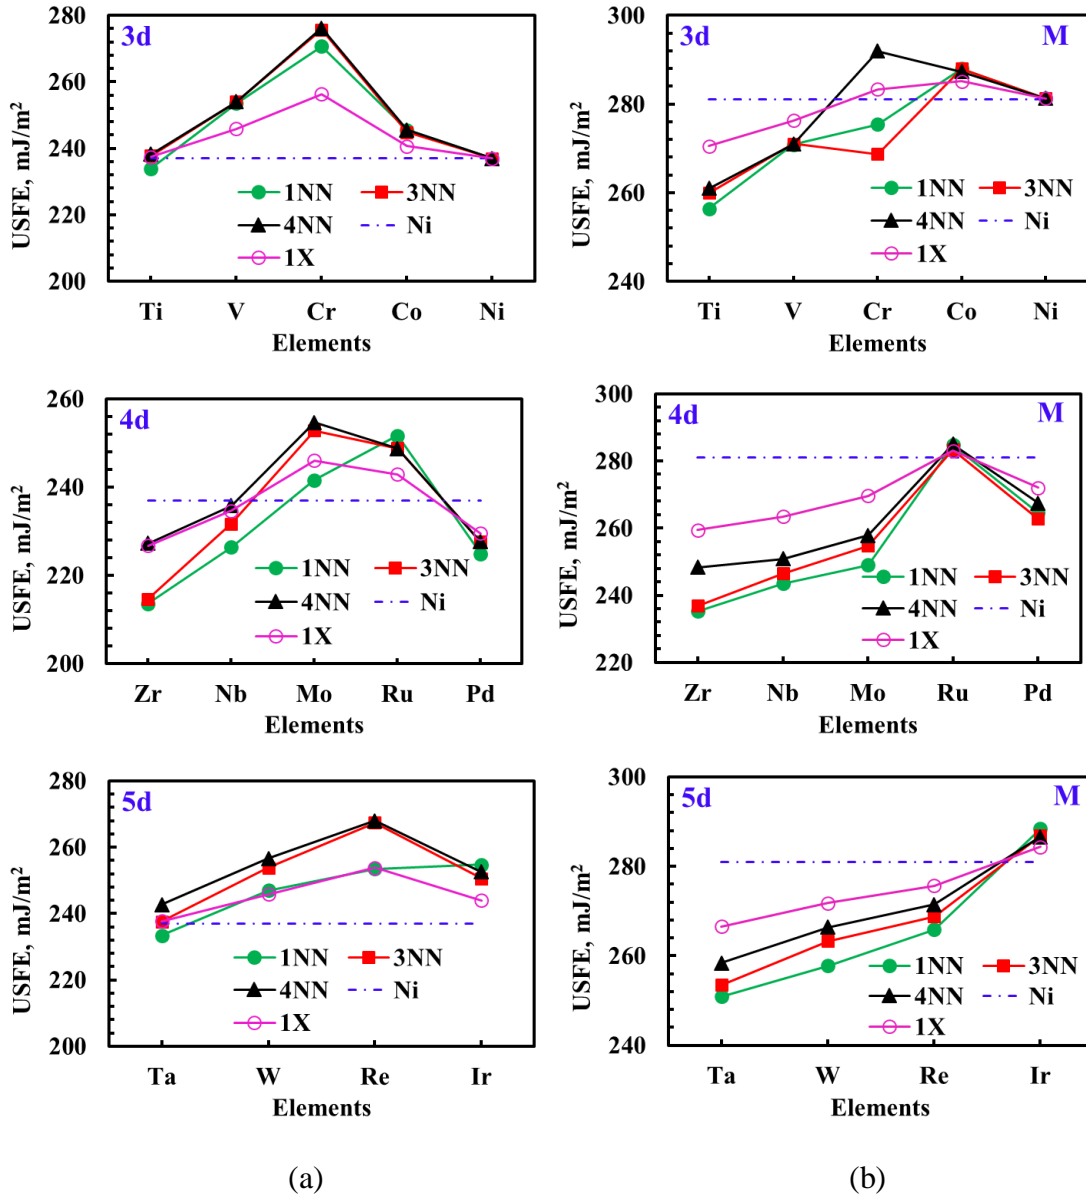 3d
USFE, mJ/m²
280
260
240
220
200
1NN 3NN
4NN Ni
1X
Ti V Cr Co Ni
Elements
3d M
USFE, mJ/m²
300
280
260
240
1NN 3NN
4NN Ni
1X
Ti V Cr Co Ni
Elements
4d
USFE, mJ/m²
260
240
220
200
1NN 3NN
4NN Ni
1X
Zr Nb Mo Ru Pd
Elements
4d M
USFE, mJ/m²
300
280
260
240
220
1NN 3NN
4NN Ni
1X
Zr Nb Mo Ru Pd
Elements
5d
USFE, mJ/m²
280
260
240
220
200
1NN 3NN
4NN Ni
1X
Ta W Re Ir
Elements
5d M
USFE, mJ/m²
300
280
260
240
1NN 3NN
4NN Ni
1X
Ta W Re Ir
Elements
(a) (b)